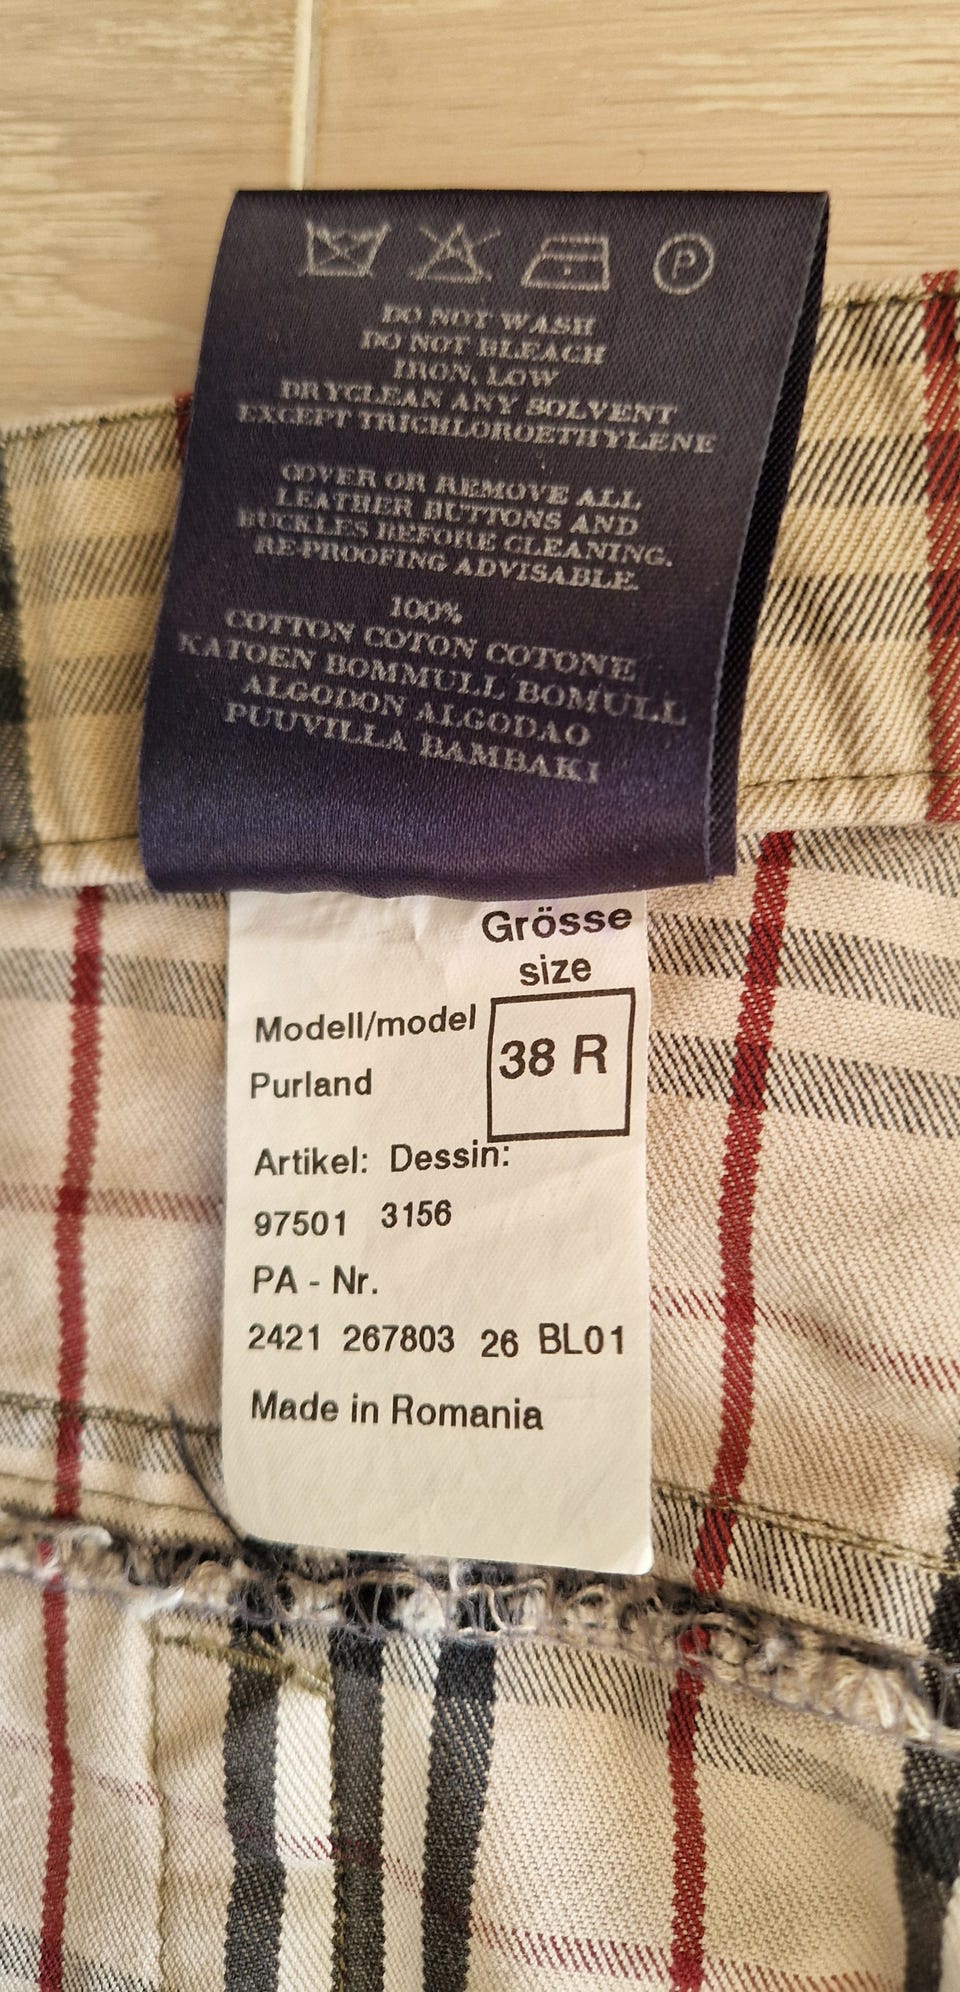 P
DO NOT WASH
DO NOT BLEACH
IRON, LOW
DRYCLEAN ANY SOLVENT
EXCEPT TRICHLOROETHYLENE
COVER OR REMOVE ALL
LEATHER BUTTONS AND
BUCKLES BEFORE CLEANING.
RE-PROOFING ADVISABLE.
100%
COTTON COTON COTONE
KATOEN BOMMULL BOMULL
ALGODON ALGODAO
PUUVILLA BAMBAKI
Grösse
size
Modell/model
38 R
Purland
Artikel: Dessin:
97501 3156
PA - Nr.
2421 267803 26 BL01
Made in Romania